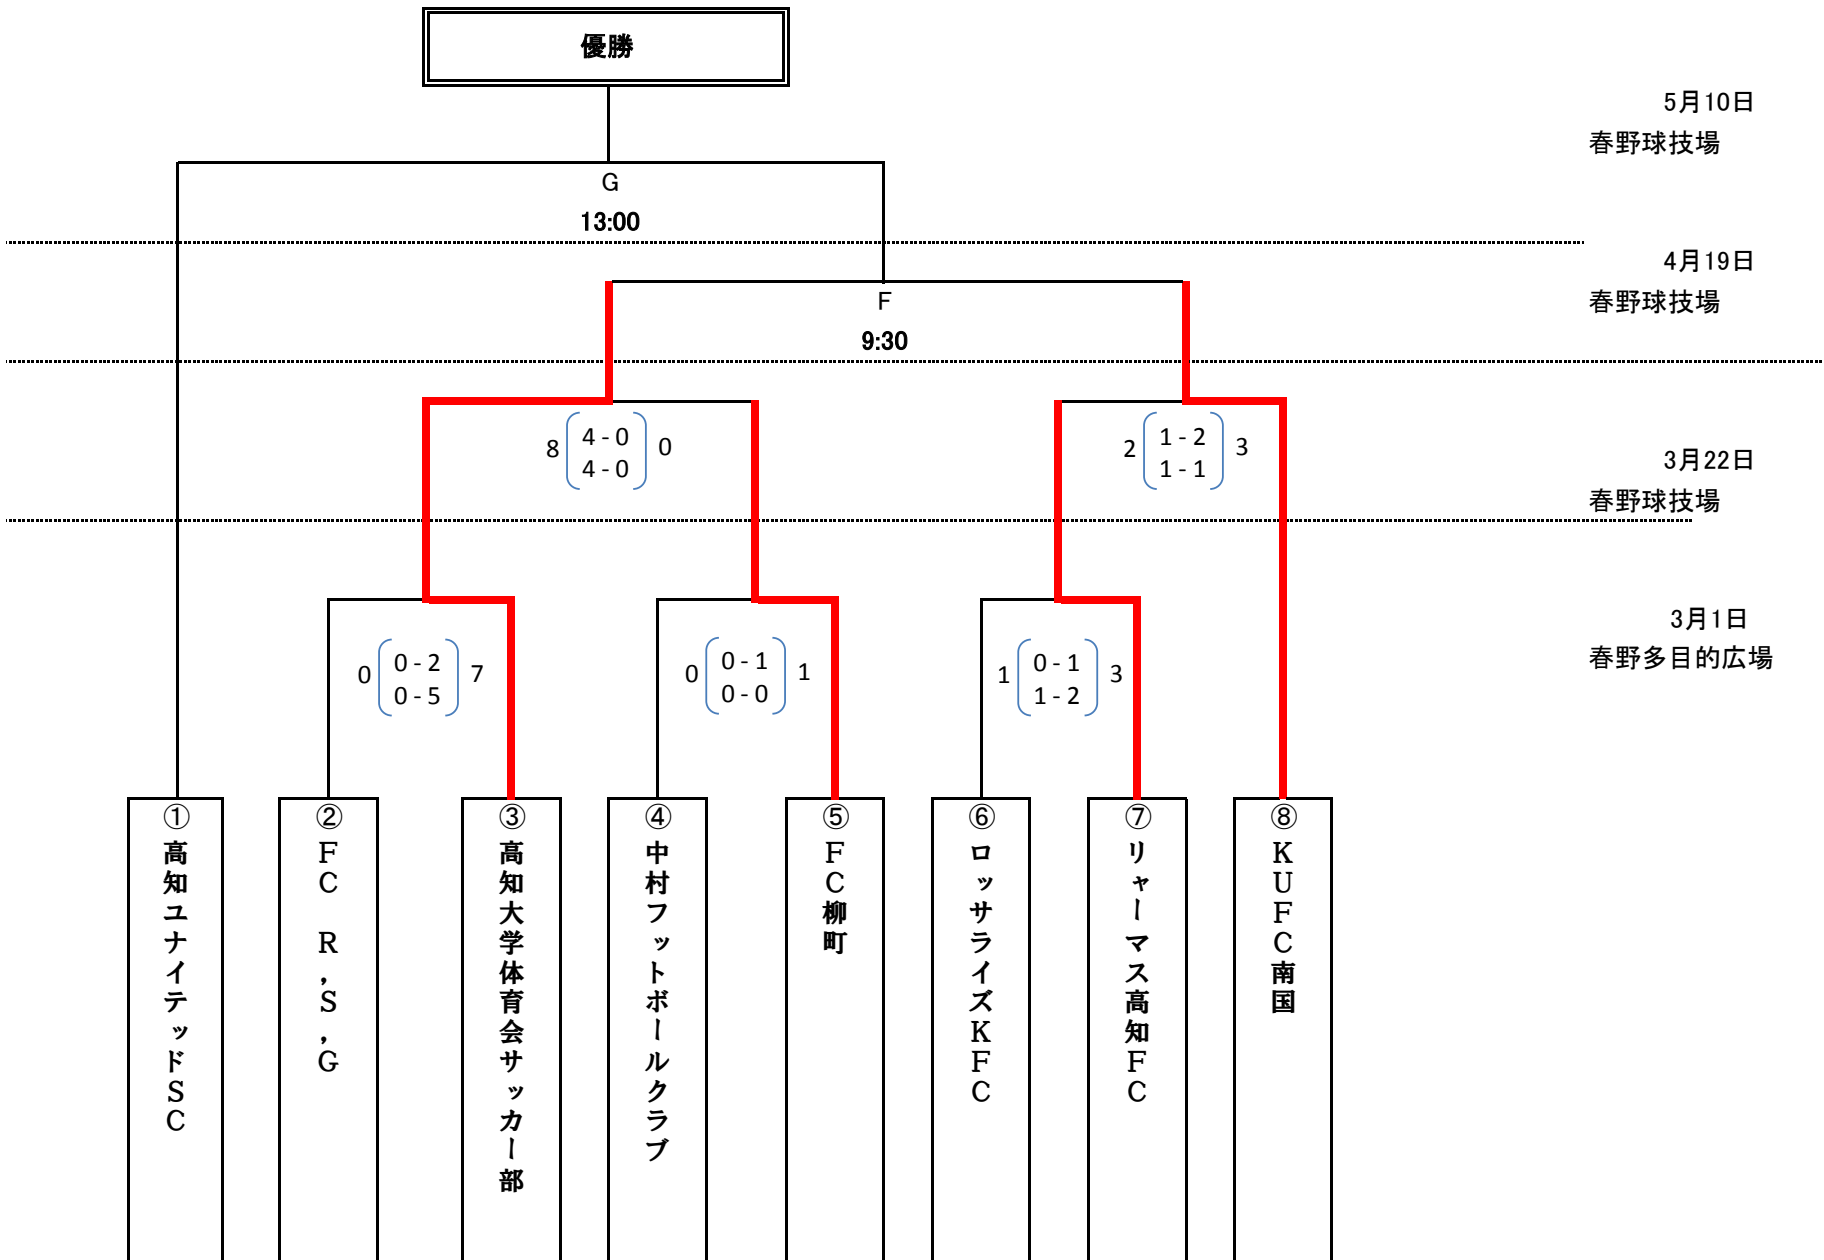 優勝
5月10日
春野球技場
G
13:00
4月19日
春野球技場
F
9:30
8 4 - 0 0
4 - 0
2 1 - 2 3
1 - 1
3月22日
春野球技場
3月1日
春野多目的広場
0 0 - 2 7
0 - 5
0 0 - 1 1
0 - 0
1 0 - 1 3
1 - 2
①高知ユナイテッドSC
②FC R,S,G
③高知大学体育会サッカー部
④中村フットボールクラブ
⑤FC柳町
⑥ロッサライズKFC
⑦リャーマス高知FC
⑧KUFC南国